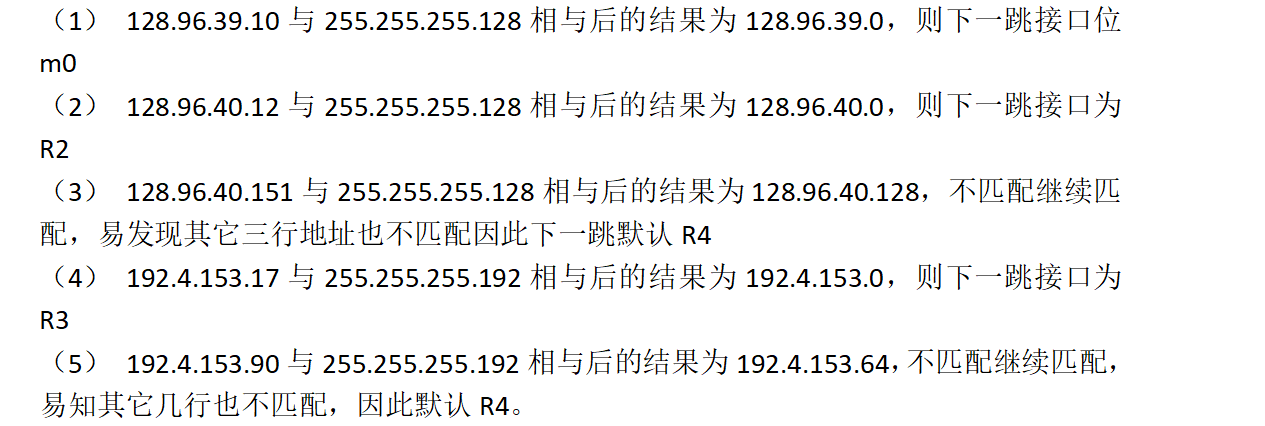 （1） 128.96.39.10 与 255.255.255.128 相与后的结果为 128.96.39.0，则下一跳接口位
m0
（2） 128.96.40.12 与 255.255.255.128 相与后的结果为 128.96.40.0，则下一跳接口为
R2
（3） 128.96.40.151 与 255.255.255.128 相与后的结果为 128.96.40.128，不匹配继续匹
配，易发现其它三行地址也不匹配因此下一跳默认 R4
（4） 192.4.153.17 与 255.255.255.192 相与后的结果为 192.4.153.0，则下一跳接口为
R3
（5） 192.4.153.90 与 255.255.255.192 相与后的结果为 192.4.153.64，不匹配继续匹配，
易知其它几行也不匹配，因此默认 R4。